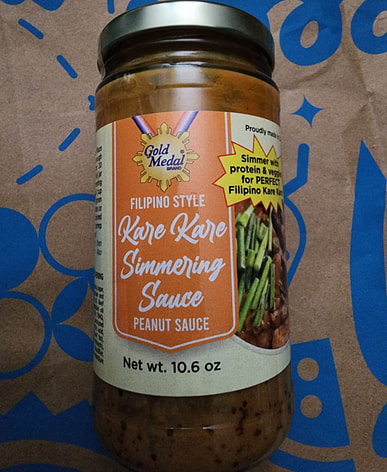 Gold
Medal
BRAND
FILIPINO STYLE
Kare Kare
Simmering
Sauce
PEANUT SAUCE
Net wt. 10.6 oz
Proudly made
Simmer with
protein & veggie
for PERFECT
Filipino Kare Kare